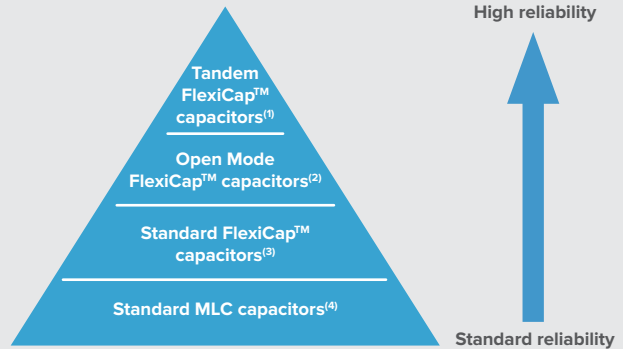 High reliability
Tandem
FlexiCap™
capacitors(1)
Open Mode
FlexiCap™ capacitors(2)
Standard FlexiCap™
capacitors(3)
Standard MLC capacitors(4)
Standard reliability